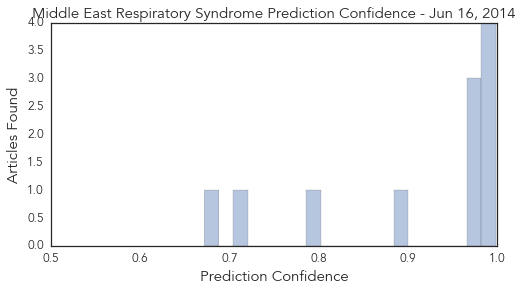 Middle East Respiratory Syndrome Prediction Confidence - Jun 16, 2014
4.0
3.5
3.0
2.5
2.0
1.5
1.0
0.5
0.0
Articles Found
0.5 0.6 0.7 0.8 0.9 1.0
Prediction Confidence